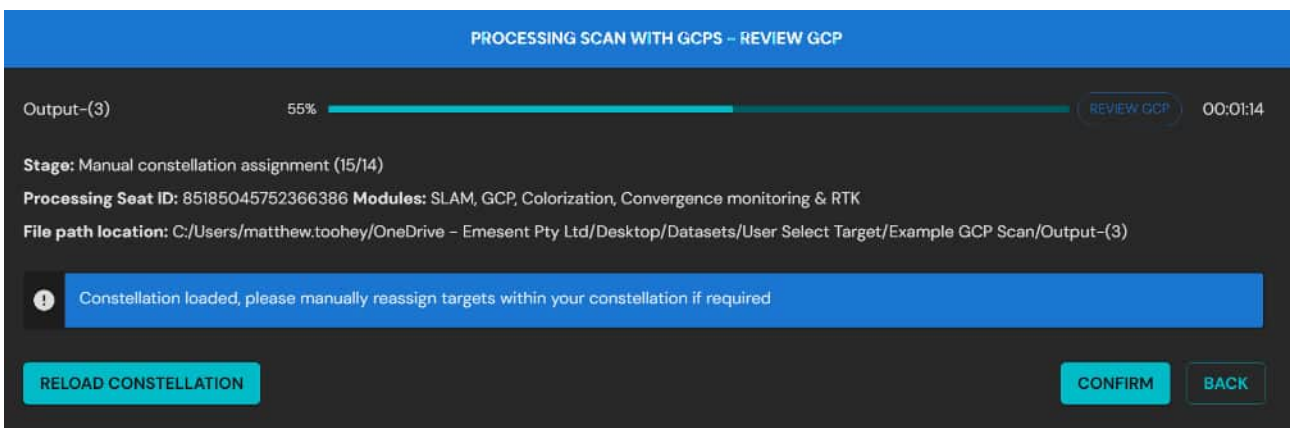 PROCESSING SCAN WITH GCPS - REVIEW GCP
Output-(3) 55% REVIEW GCP 00:01:14
Stage: Manual constellation assignment (15/14)
Processing Seat ID: 85185045752366386 Modules: SLAM, GCP, Colorization, Convergence monitoring & RTK
File path location: C:/Users/matthew.toohey/OneDrive - Emesent Pty Ltd/Desktop/Datasets/User Select Target/Example GCP Scan/Output-(3)
Constellation loaded, please manually reassign targets within your constellation if required
RELOAD CONSTELLATION CONFIRM BACK